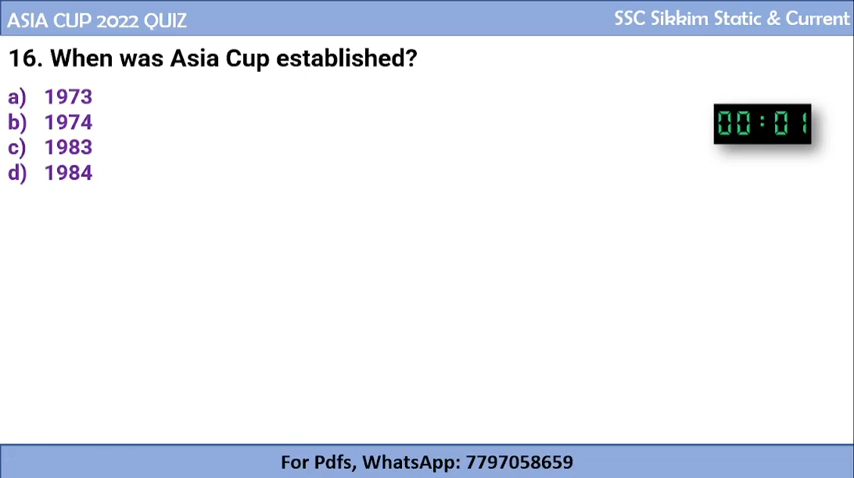 ASIA CUP 2022 QUIZ
SSC Sikkim Static & Current
16. When was Asia Cup established?
a) 1973
b) 1974
c) 1983
d) 1984
00:01
For Pdfs, WhatsApp: 7797058659